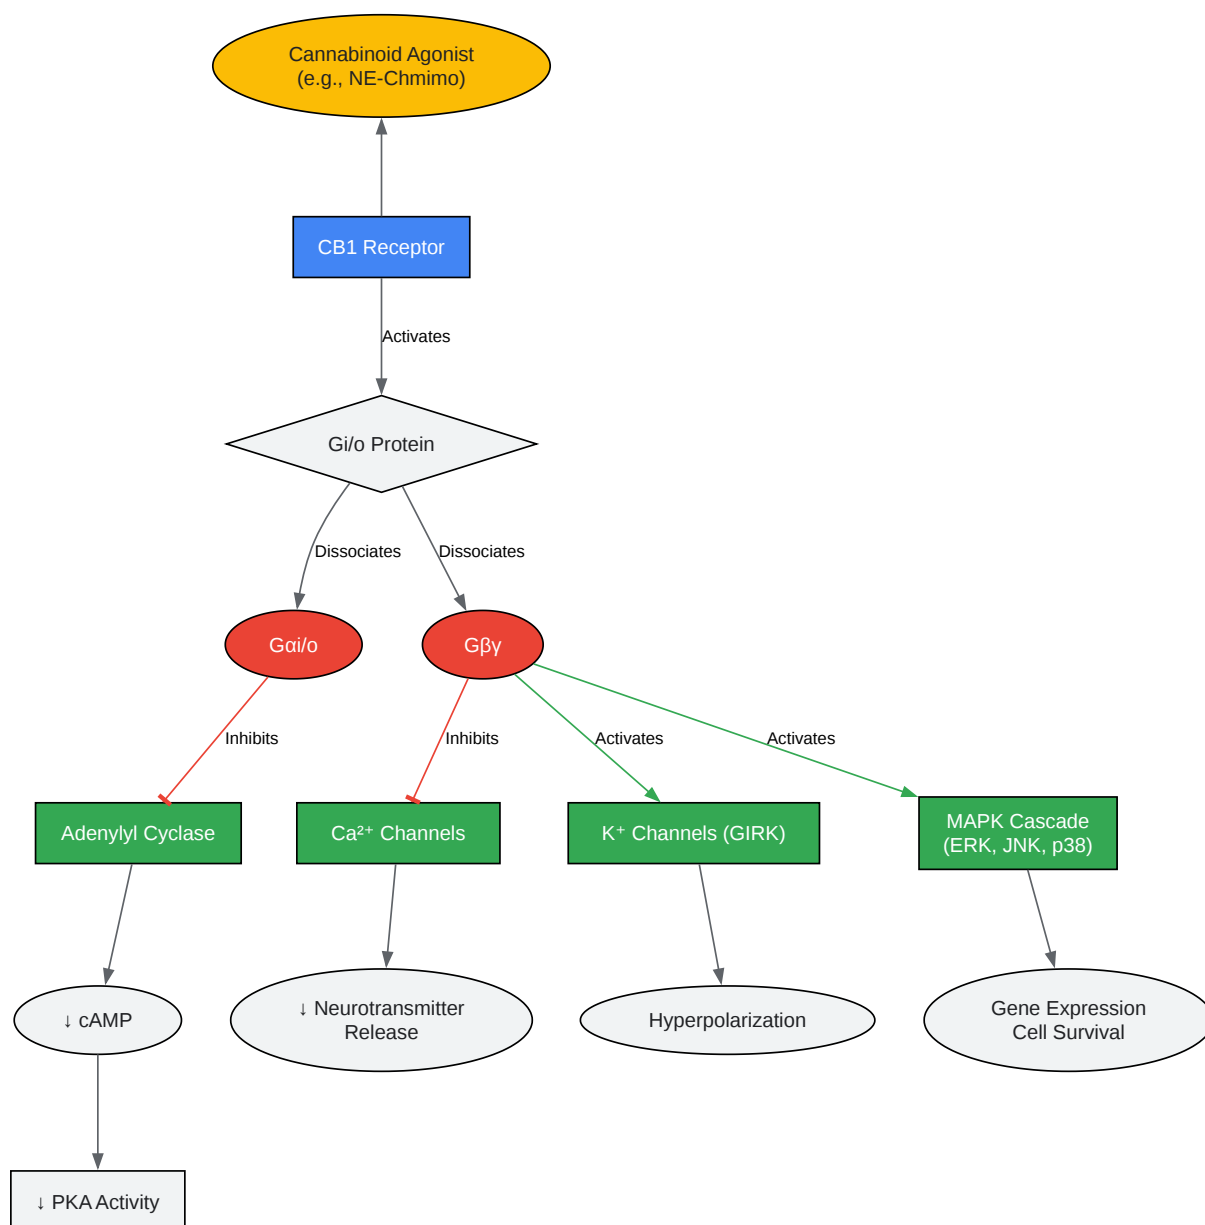 Cannabinoid Agonist
(e.g., NE-Chmimo)
CB1 Receptor
Activates
Gi/o Protein
Dissociates
Dissociates
Gαi/o
Gβγ
Inhibits
Inhibits
Activates
Activates
Adenylyl Cyclase
Ca²⁺ Channels
K⁺ Channels (GIRK)
MAPK Cascade
(ERK, JNK, p38)
↓ cAMP
↓ Neurotransmitter
Release
Hyperpolarization
Gene Expression
Cell Survival
↓ PKA Activity